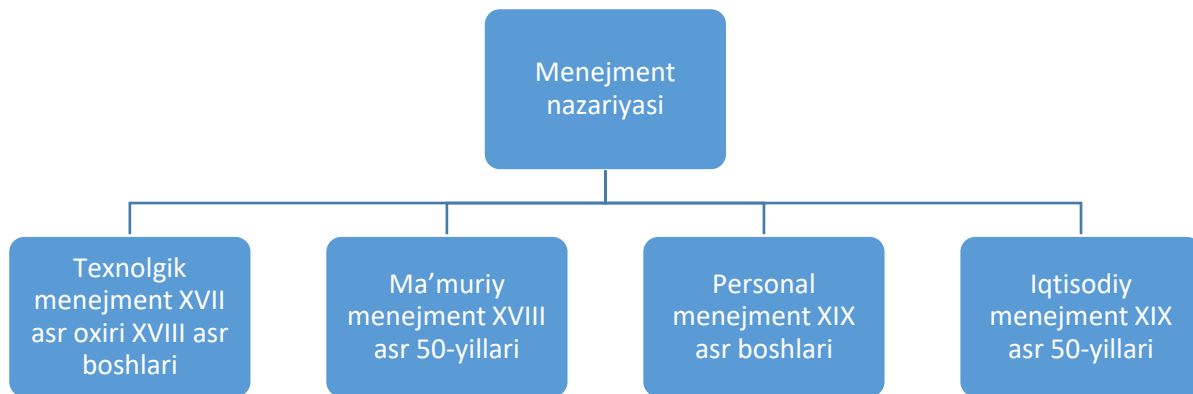 Menejment
nazariyasi
Texnolgik
menejment XVII
asr oxiri XVIII asr
boshlari
Ma’muriy
menejment XVIII
asr 50-yillari
Personal
menejment XIX
asr boshlari
Iqtisodiy
menejment XIX
asr 50-yillari